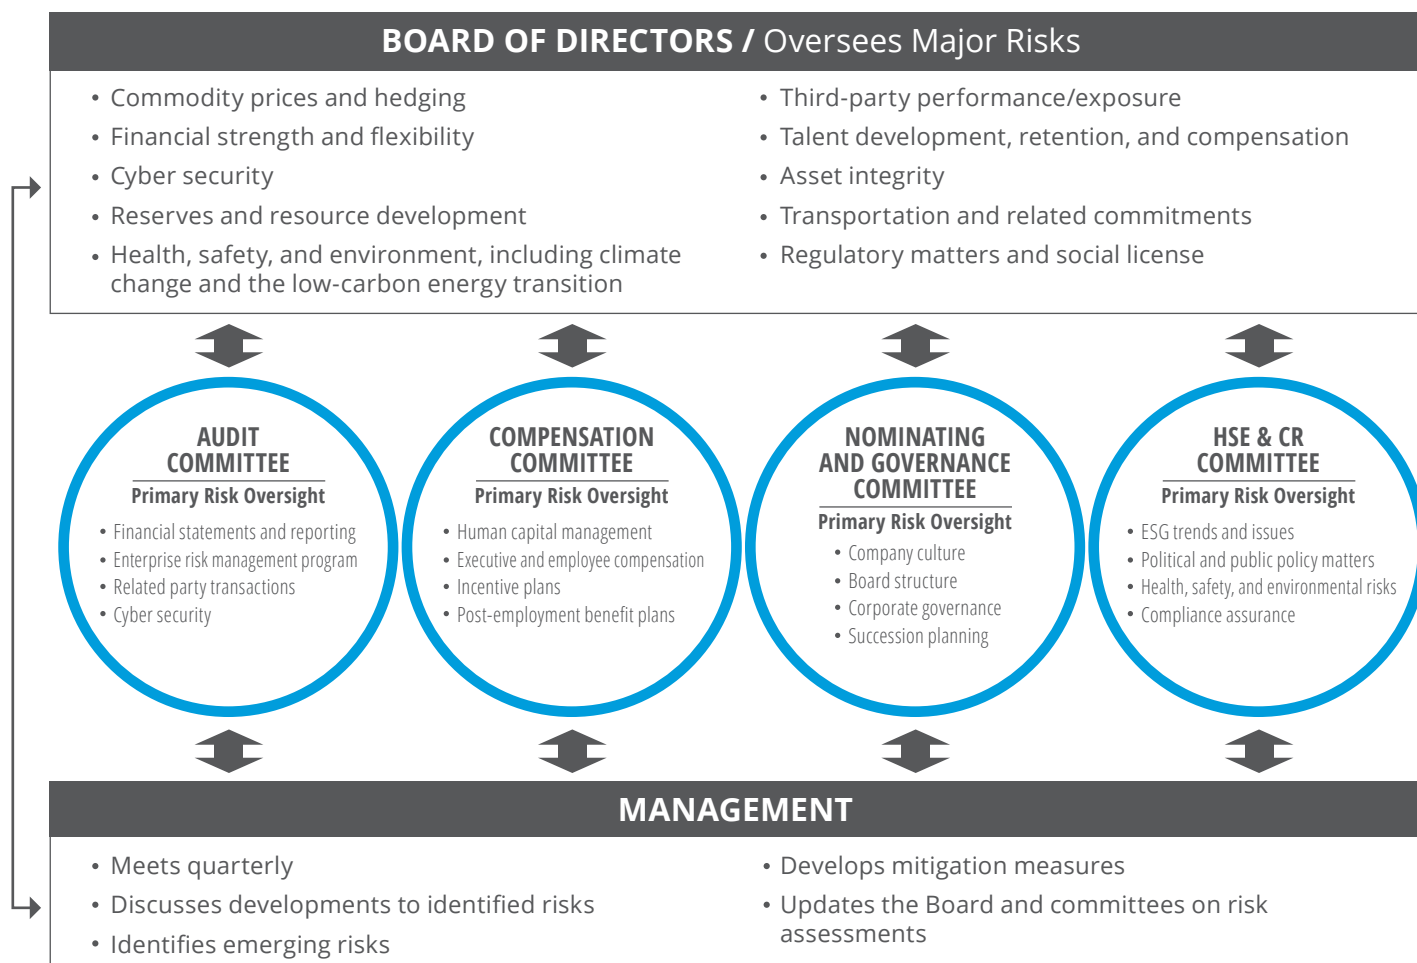 BOARD OF DIRECTORS / Oversees Major Risks
• Commodity prices and hedging
• Financial strength and flexibility
• Cyber security
• Reserves and resource development
• Health, safety, and environment, including climate
change and the low-carbon energy transition
• Third-party performance/exposure
• Talent development, retention, and compensation
• Asset integrity
• Transportation and related commitments
• Regulatory matters and social license
AUDIT
COMMITTEE
Primary Risk Oversight
• Financial statements and reporting
• Enterprise risk management program
• Related party transactions
• Cyber security
COMPENSATION
COMMITTEE
Primary Risk Oversight
• Human capital management
• Executive and employee compensation
• Incentive plans
• Post-employment benefit plans
NOMINATING
AND GOVERNANCE
COMMITTEE
Primary Risk Oversight
• Company culture
• Board structure
• Corporate governance
• Succession planning
HSE & CR
COMMITTEE
Primary Risk Oversight
• ESG trends and issues
• Political and public policy matters
• Health, safety, and environmental risks
• Compliance assurance
MANAGEMENT
• Meets quarterly
• Discusses developments to identified risks
• Identifies emerging risks
• Develops mitigation measures
• Updates the Board and committees on risk
assessments